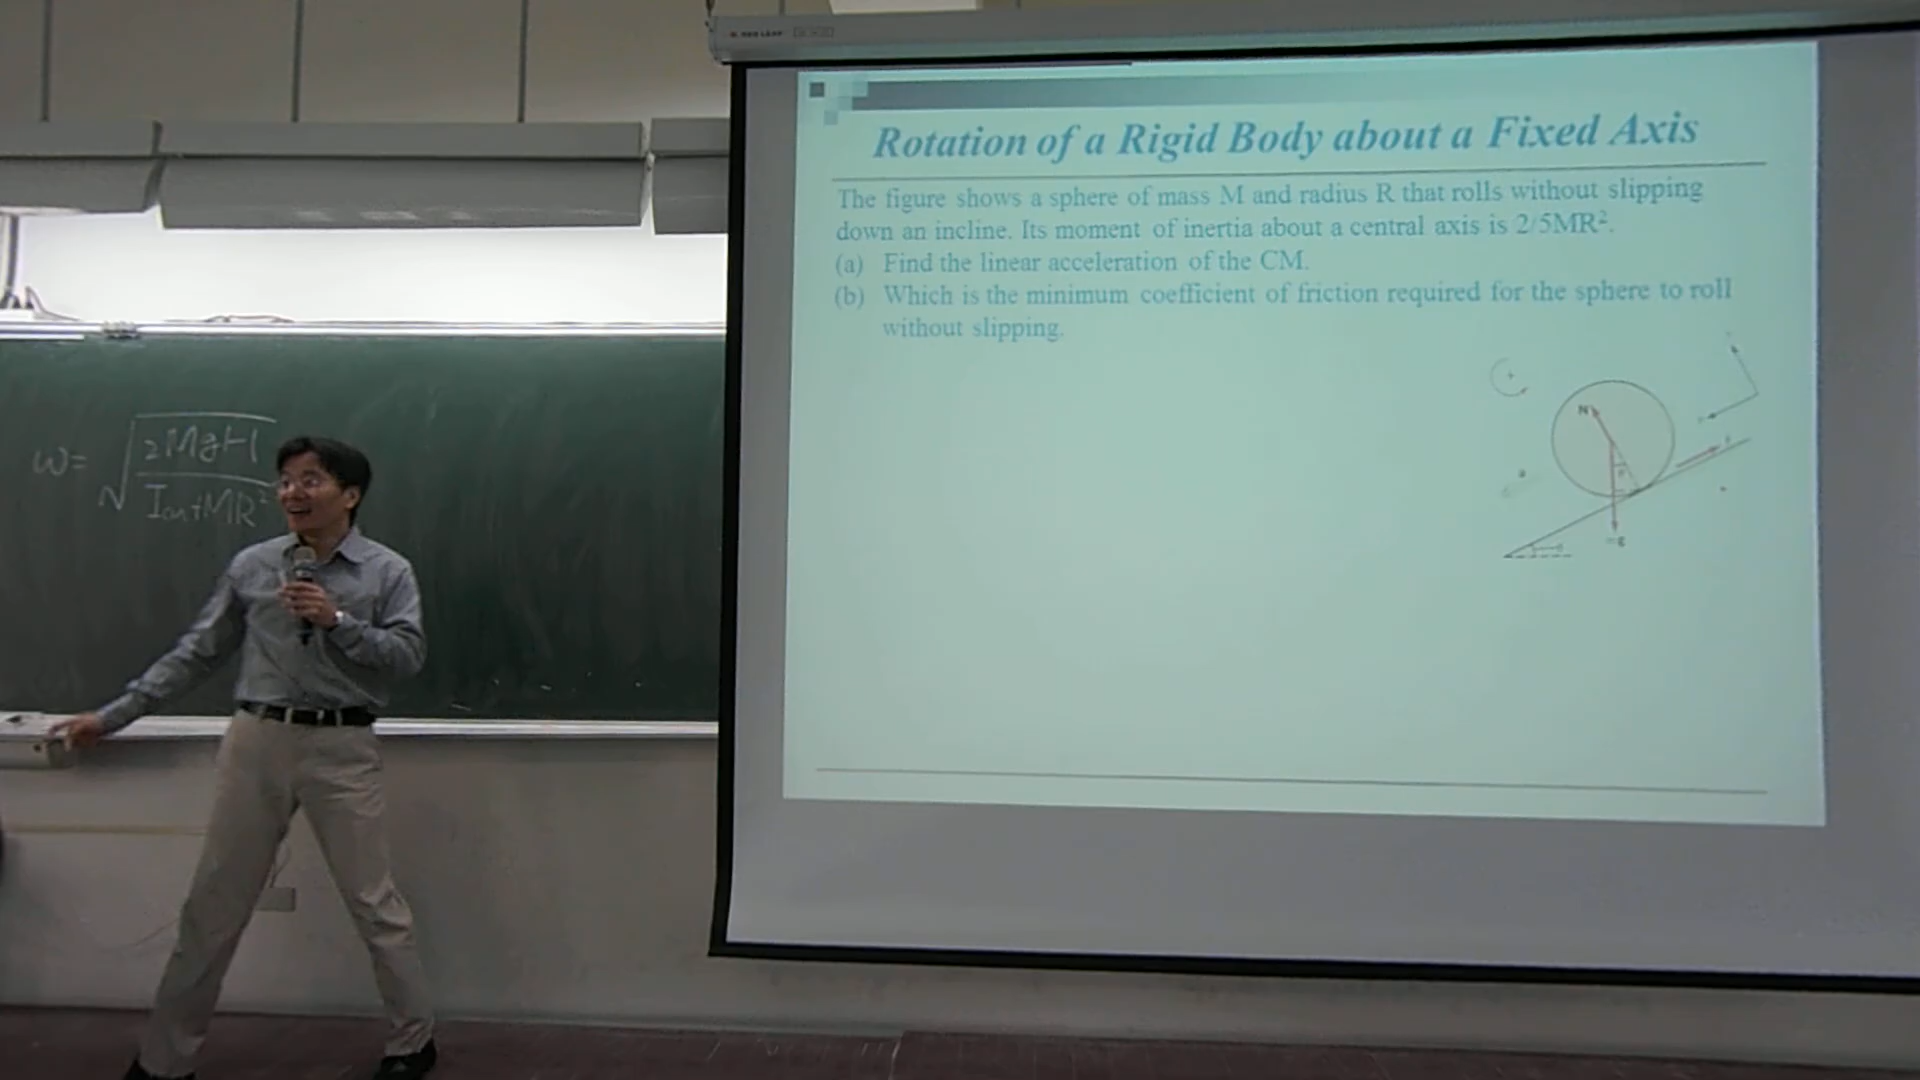 Rotation of a Rigid Body about a Fixed Axis
The figure shows a sphere of mass M and radius R that rolls without slipping
down an incline. Its moment of inertia about a central axis is 2/5MR².
(a) Find the linear acceleration of the CM.
(b) Which is the minimum coefficient of friction required for the sphere to roll
without slipping.
N
ω = √(2MgH / I_cm + MR²)